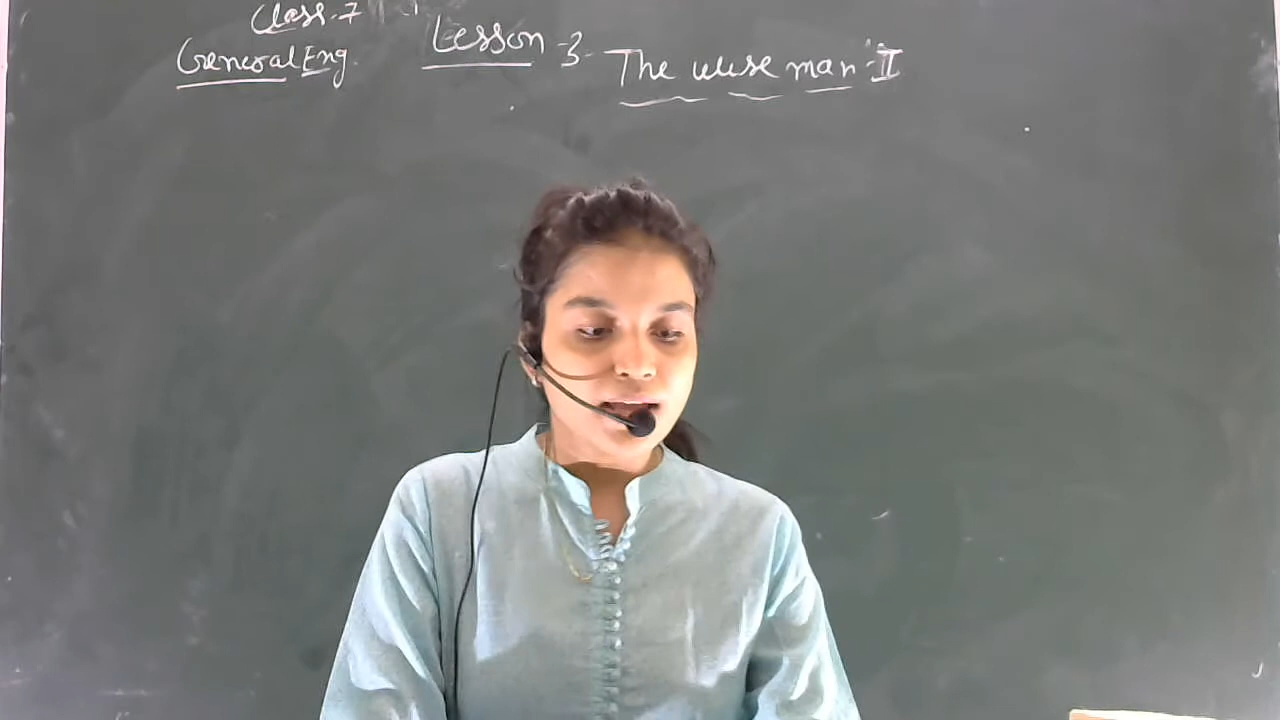 Class-7
General Eng.
Lesson -3- The wise man-II